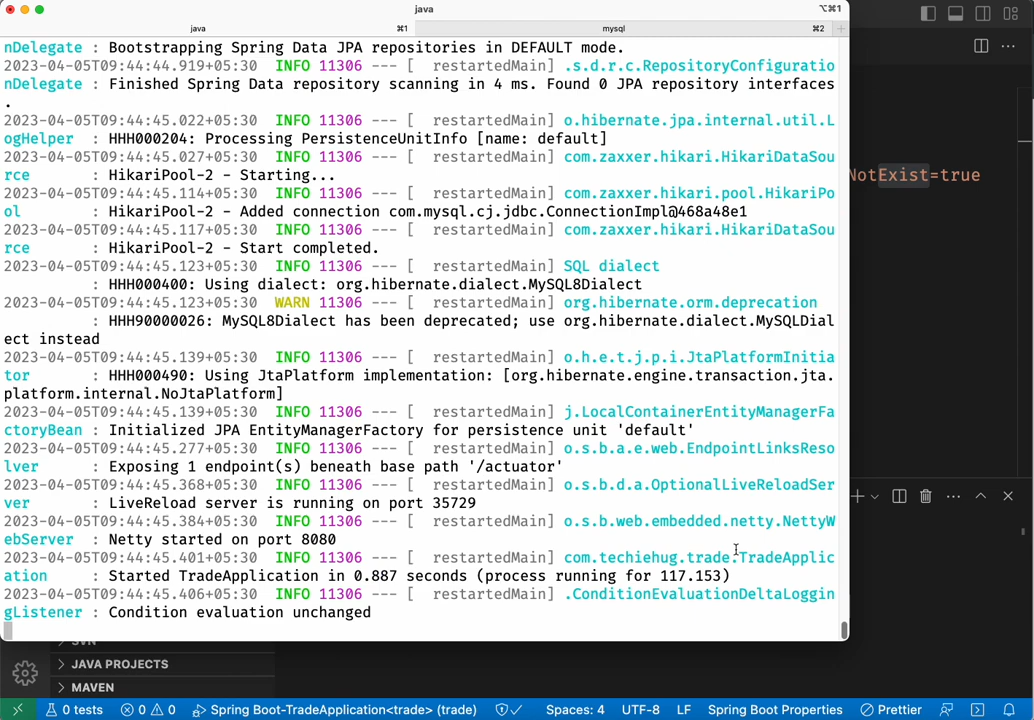 java
⌥⌘1
java ⌘1 mysql ⌘2
nDelegate : Bootstrapping Spring Data JPA repositories in DEFAULT mode.
2023-04-05T09:44:44.919+05:30 INFO 11306 --- [ restartedMain] .s.d.r.c.RepositoryConfiguratio
nDelegate : Finished Spring Data repository scanning in 4 ms. Found 0 JPA repository interfaces
.
2023-04-05T09:44:45.022+05:30 INFO 11306 --- [ restartedMain] o.hibernate.jpa.internal.util.L
ogHelper : HHH000204: Processing PersistenceUnitInfo [name: default]
2023-04-05T09:44:45.027+05:30 INFO 11306 --- [ restartedMain] com.zaxxer.hikari.HikariDataSou
rce : HikariPool-2 - Starting...
NotExist=true
2023-04-05T09:44:45.114+05:30 INFO 11306 --- [ restartedMain] com.zaxxer.hikari.pool.HikariPo
ol : HikariPool-2 - Added connection com.mysql.cj.jdbc.ConnectionImpl@468a48e1
2023-04-05T09:44:45.117+05:30 INFO 11306 --- [ restartedMain] com.zaxxer.hikari.HikariDataSou
rce : HikariPool-2 - Start completed.
2023-04-05T09:44:45.123+05:30 INFO 11306 --- [ restartedMain] SQL dialect
: HHH000400: Using dialect: org.hibernate.dialect.MySQL8Dialect
2023-04-05T09:44:45.123+05:30 WARN 11306 --- [ restartedMain] org.hibernate.orm.deprecation
: HHH90000026: MySQL8Dialect has been deprecated; use org.hibernate.dialect.MySQLDial
ect instead
2023-04-05T09:44:45.139+05:30 INFO 11306 --- [ restartedMain] o.h.e.t.j.p.i.JtaPlatformInitia
tor : HHH000490: Using JtaPlatform implementation: [org.hibernate.engine.transaction.jta.
platform.internal.NoJtaPlatform]
2023-04-05T09:44:45.139+05:30 INFO 11306 --- [ restartedMain] j.LocalContainerEntityManagerFa
ctoryBean : Initialized JPA EntityManagerFactory for persistence unit 'default'
2023-04-05T09:44:45.277+05:30 INFO 11306 --- [ restartedMain] o.s.b.a.e.web.EndpointLinksReso
lver : Exposing 1 endpoint(s) beneath base path '/actuator'
2023-04-05T09:44:45.368+05:30 INFO 11306 --- [ restartedMain] o.s.b.d.a.OptionalLiveReloadSer
ver : LiveReload server is running on port 35729
2023-04-05T09:44:45.384+05:30 INFO 11306 --- [ restartedMain] o.s.b.web.embedded.netty.NettyW
ebServer : Netty started on port 8080
2023-04-05T09:44:45.401+05:30 INFO 11306 --- [ restartedMain] com.techiehug.trade.TradeApplic
ation : Started TradeApplication in 0.887 seconds (process running for 117.153)
2023-04-05T09:44:45.406+05:30 INFO 11306 --- [ restartedMain] .ConditionEvaluationDeltaLoggin
gListener : Condition evaluation unchanged
SVN
JAVA PROJECTS
MAVEN
0 tests 0 0 Spring Boot-TradeApplication<trade> (trade) Spaces: 4 UTF-8 LF Spring Boot Properties Prettier